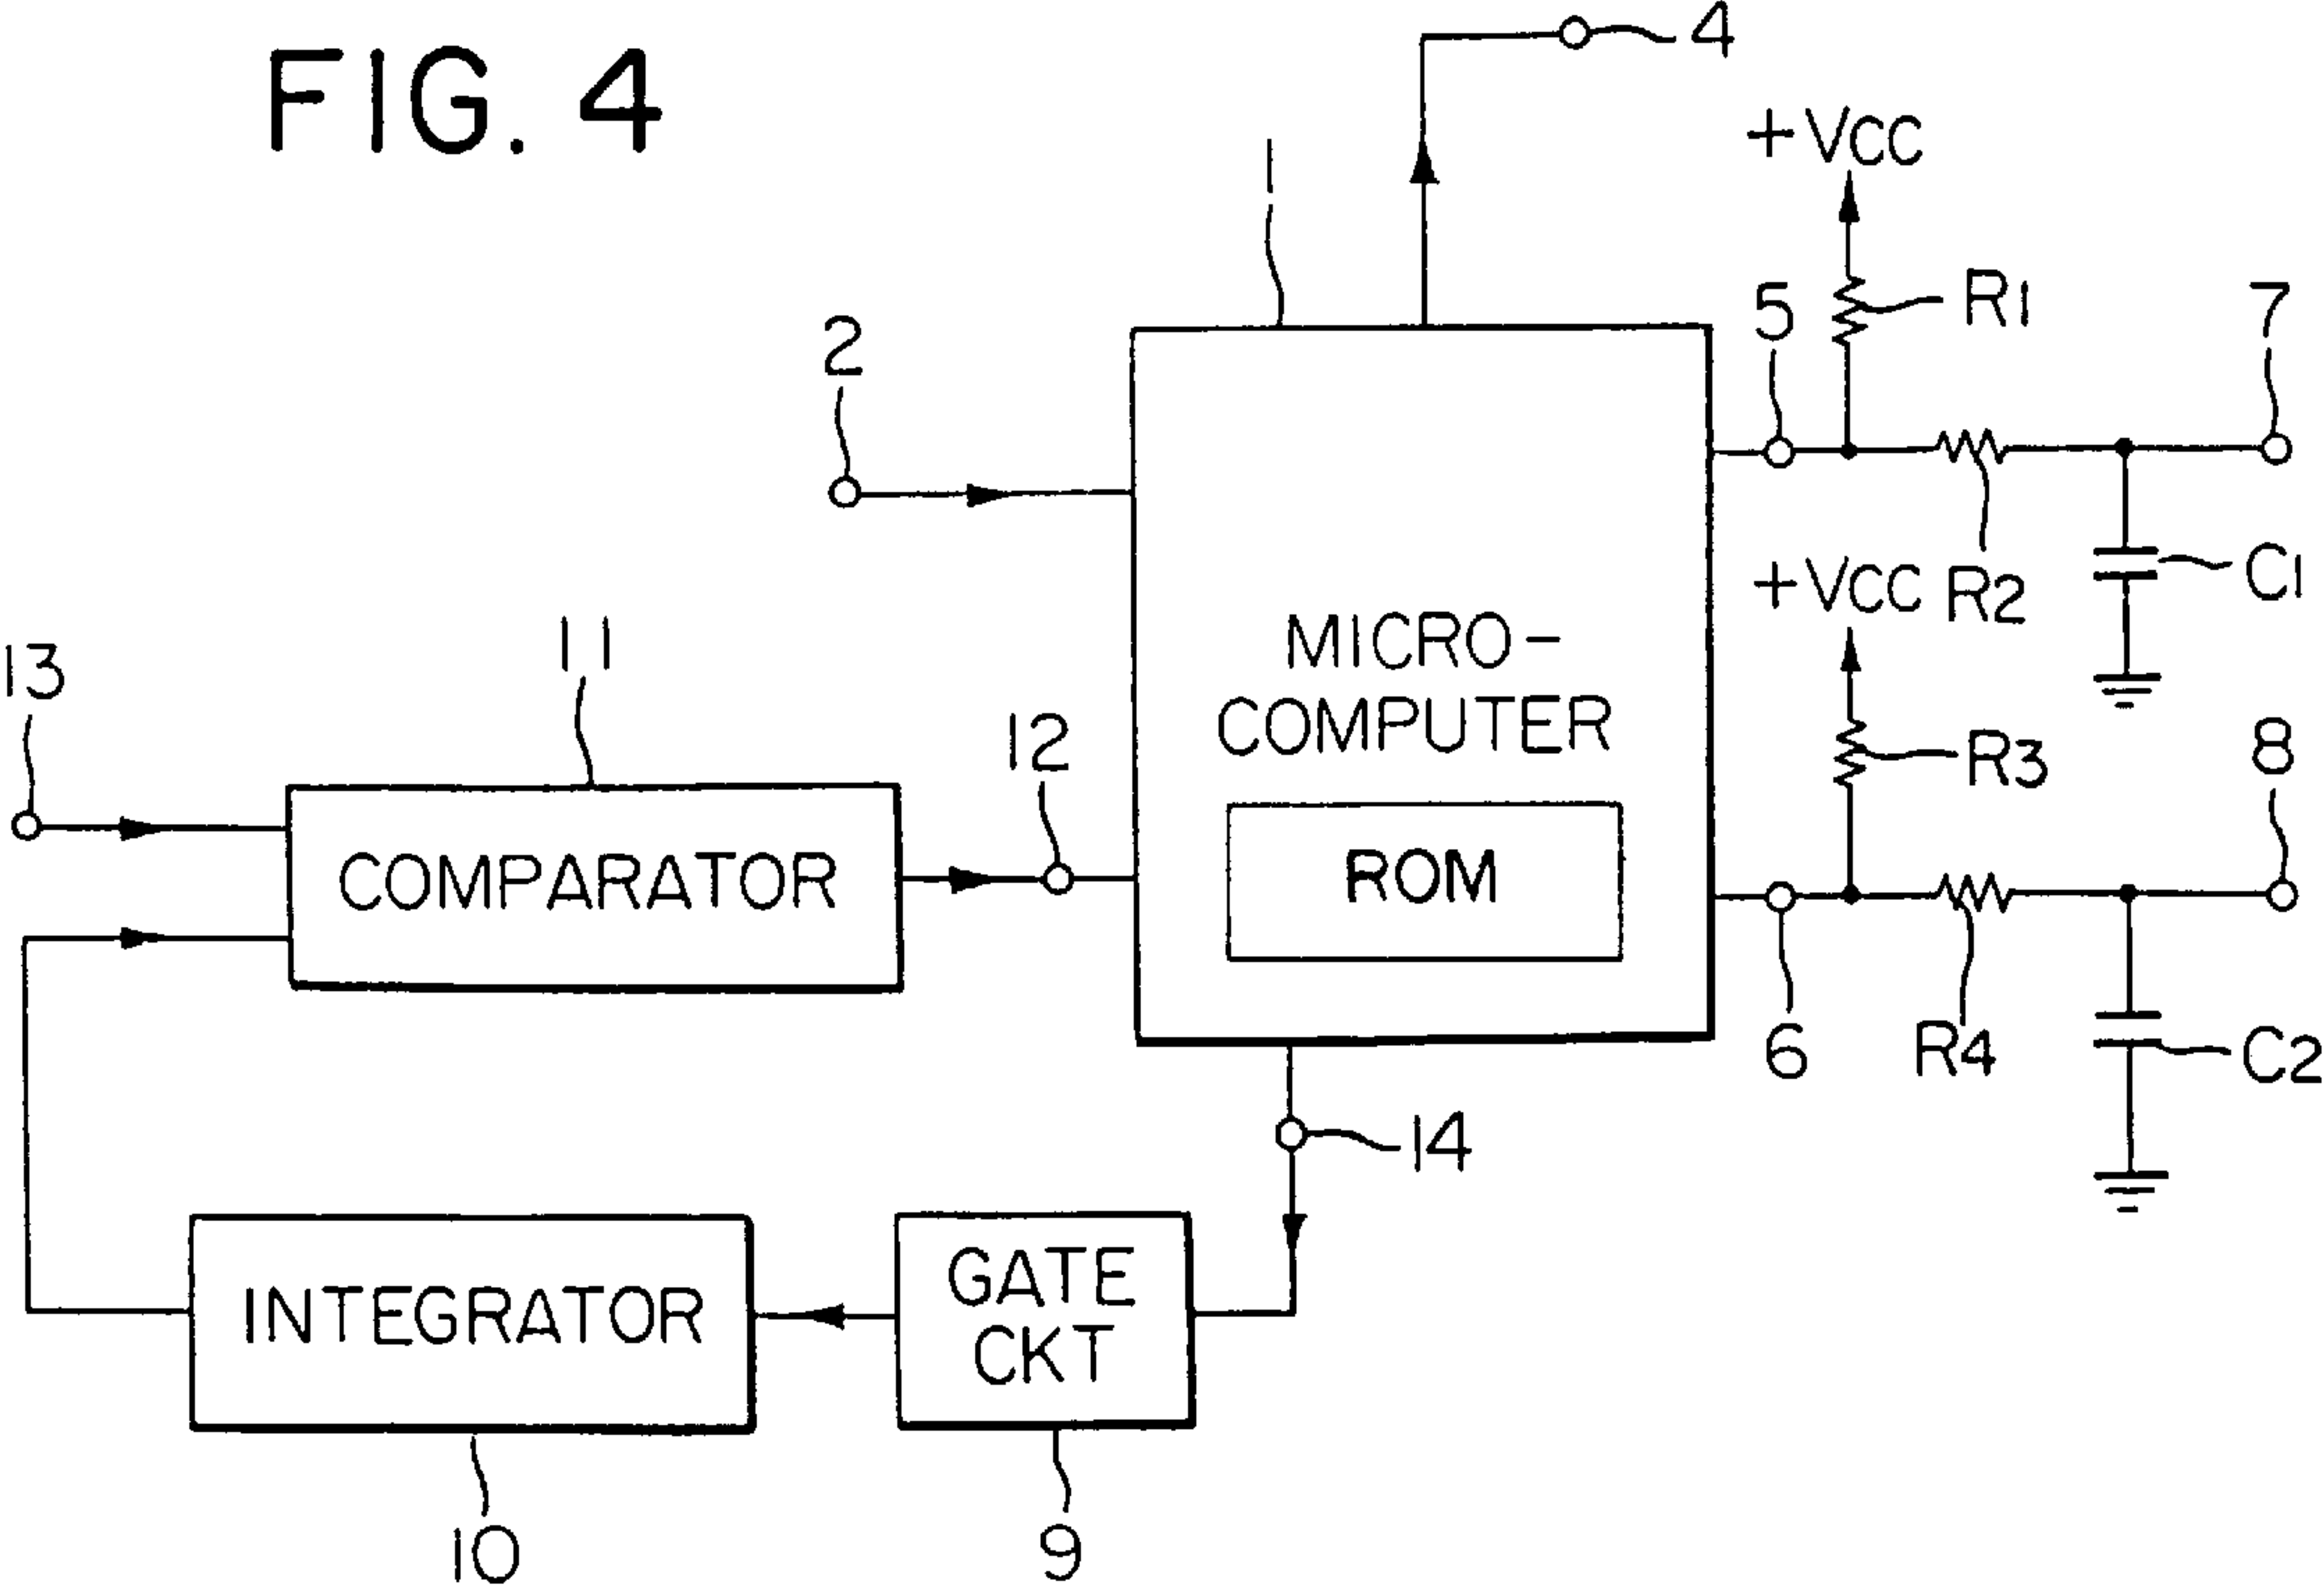 FIG. 4
4
1
+VCC
R1
5
7
2
R2
C1
+VCC
MICRO-
COMPUTER
ROM
R3
8
13
11
12
COMPARATOR
6
R4
C2
14
GATE
CKT
INTEGRATOR
10
9